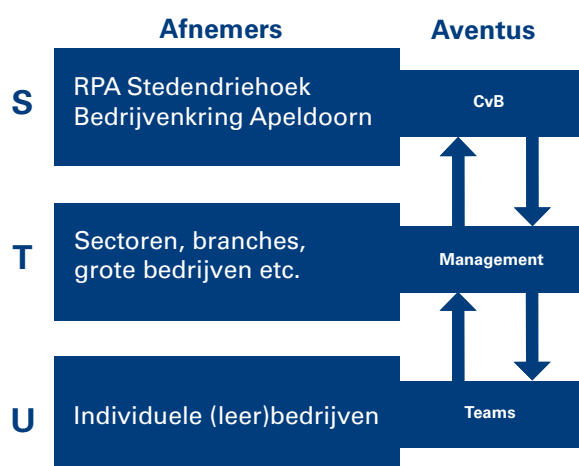 Afnemers Aventus
S
RPA Stedendriehoek
Bedrijvenkring Apeldoorn
CvB
T
Sectoren, branches,
grote bedrijven etc.
Management
U
Individuele (leer)bedrijven
Teams